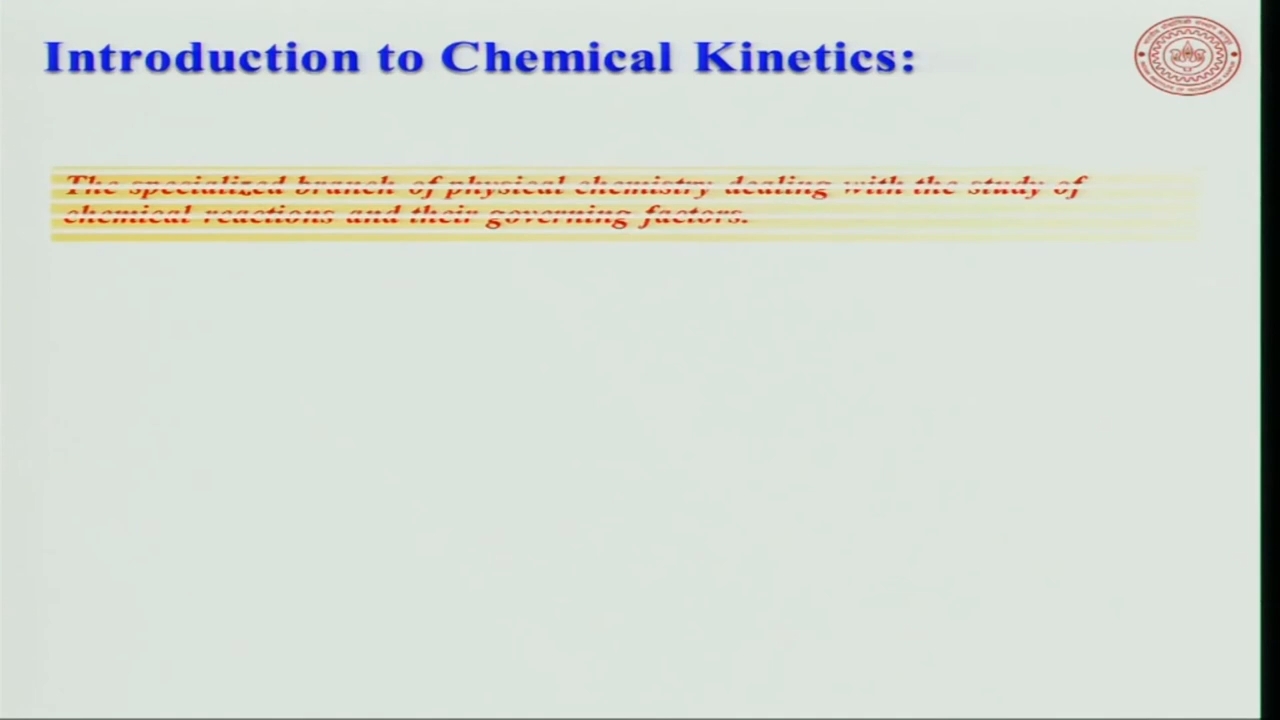 Introduction to Chemical Kinetics:
The specialized branch of physical chemistry dealing with the study of
chemical reactions and their governing factors.